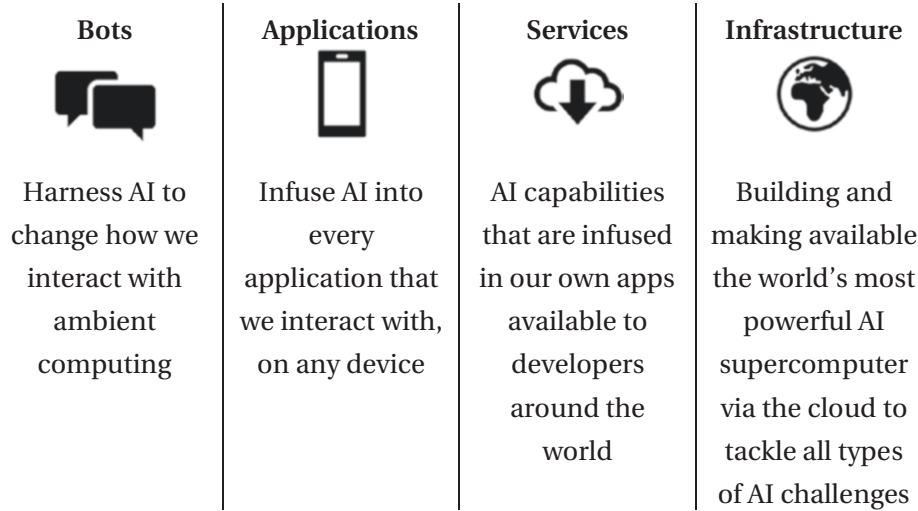 Bots
Harness AI to
change how we
interact with
ambient
computing
Applications
Infuse AI into
every
application that
we interact with,
on any device
Services
AI capabilities
that are infused
in our own apps
available to
developers
around the
world
Infrastructure
Building and
making available
the world's most
powerful AI
supercomputer
via the cloud to
tackle all types
of AI challenges